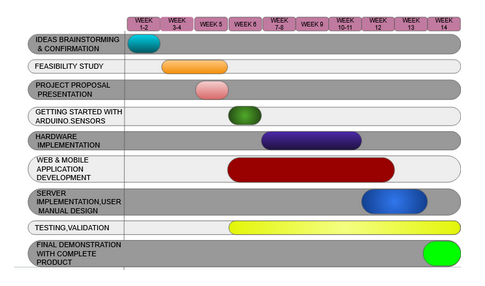 WEEK 1-2
WEEK 3-4
WEEK 5
WEEK 6
WEEK 7-8
WEEK 9
WEEK 10-11
WEEK 12
WEEK 13
WEEK 14
IDEAS BRAINSTORMING
& CONFIRMATION
FEASIBILITY STUDY
PROJECT PROPOSAL
PRESENTATION
GETTING STARTED WITH
ARDUINO.SENSORS
HARDWARE
IMPLEMENTATION
WEB & MOBILE
APPLICATION
DEVELOPMENT
SERVER
IMPLEMENTATION,USER
MANUAL DESIGN
TESTING,VALIDATION
FINAL DEMONSTRATION
WITH COMPLETE
PRODUCT